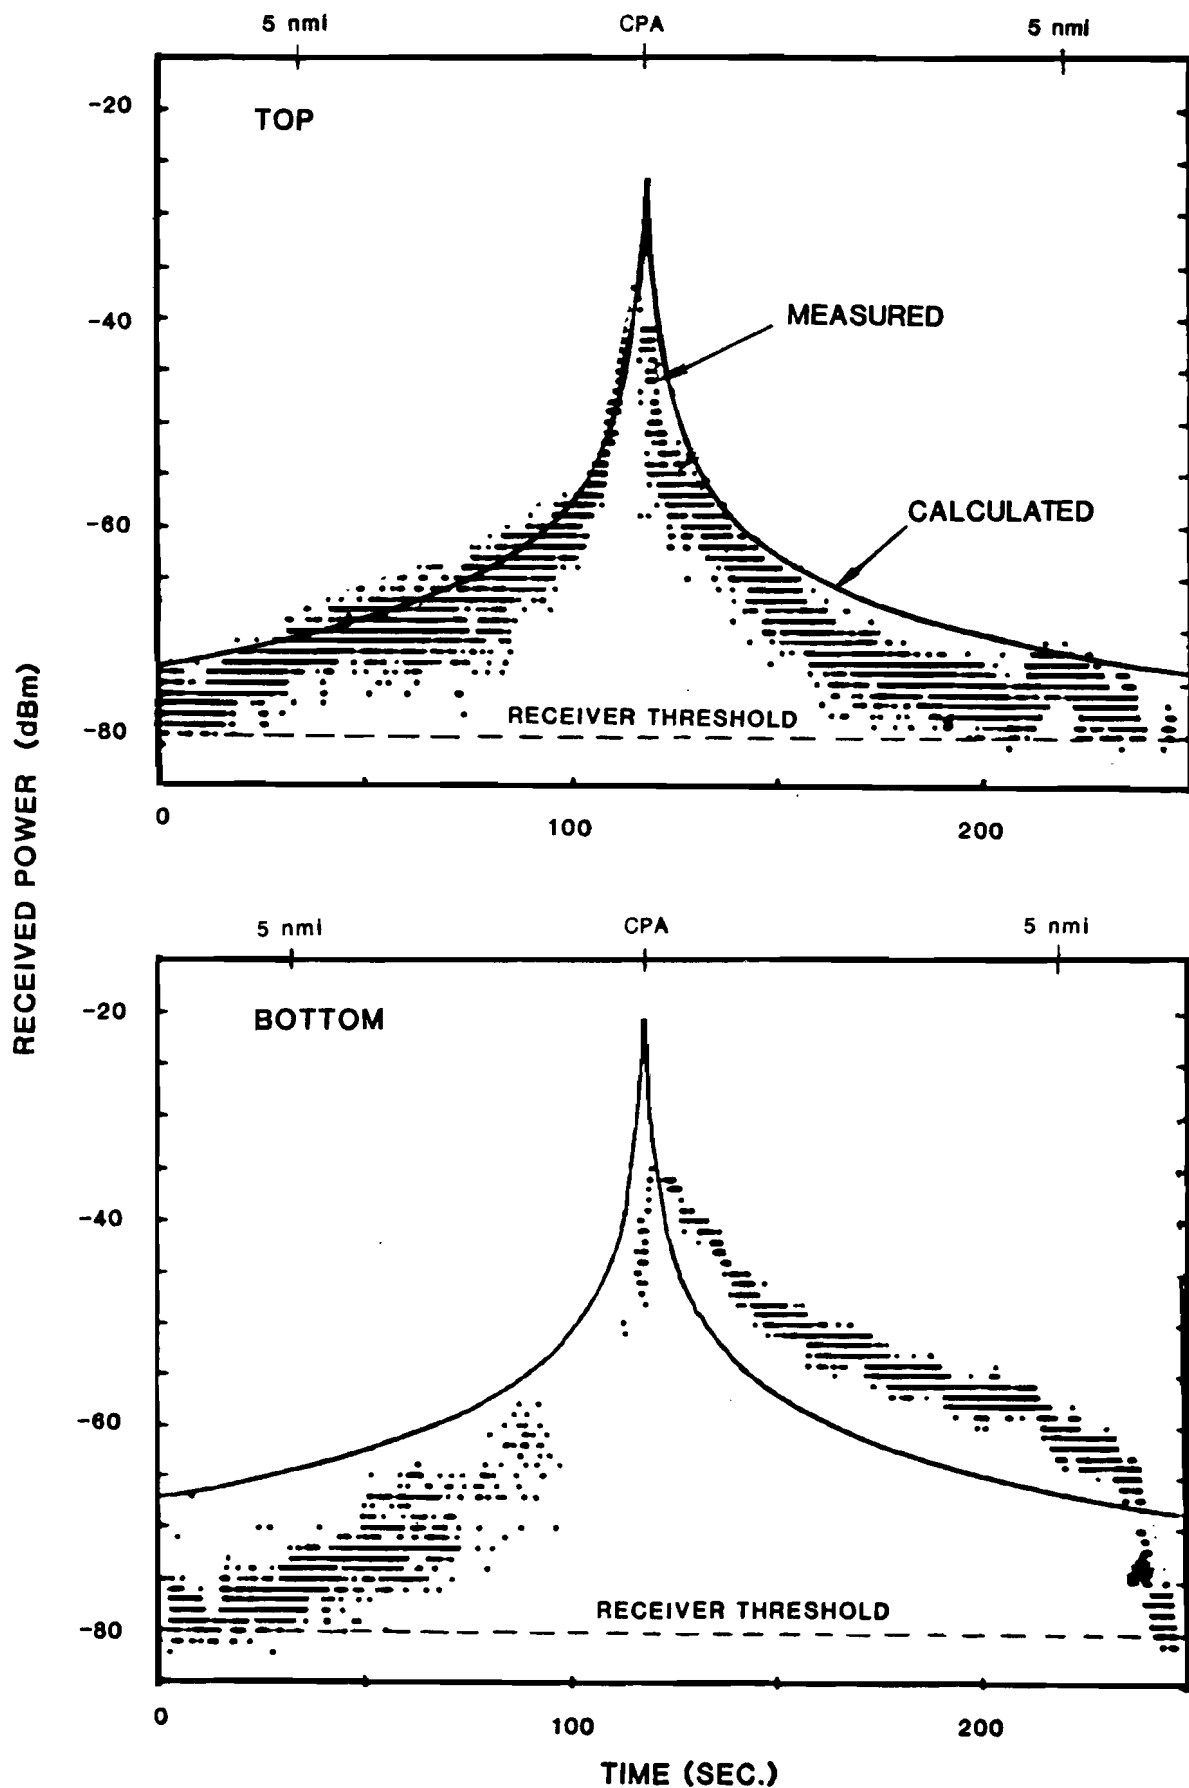 5 nmi CPA 5 nmi
-20
TOP
-40
MEASURED
-60
CALCULATED
RECEIVER THRESHOLD
-80
0 100 200
RECEIVED POWER (dBm)
5 nmi CPA 5 nmi
-20
BOTTOM
-40
-60
RECEIVER THRESHOLD
-80
0 100 200
TIME (SEC.)